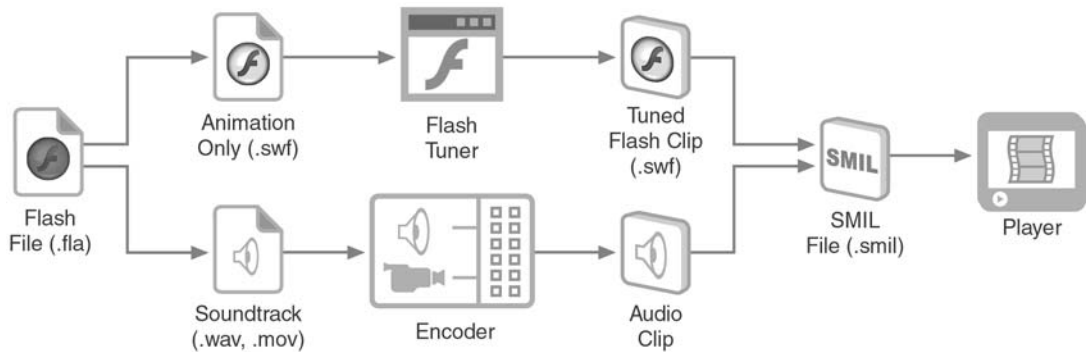 Flash
File (.fla)
Animation
Only (.swf)
Flash
Tuner
Tuned
Flash Clip
(.swf)
Soundtrack
(.wav, .mov)
Encoder
Audio
Clip
SMIL
SMIL
File (.smil)
Player